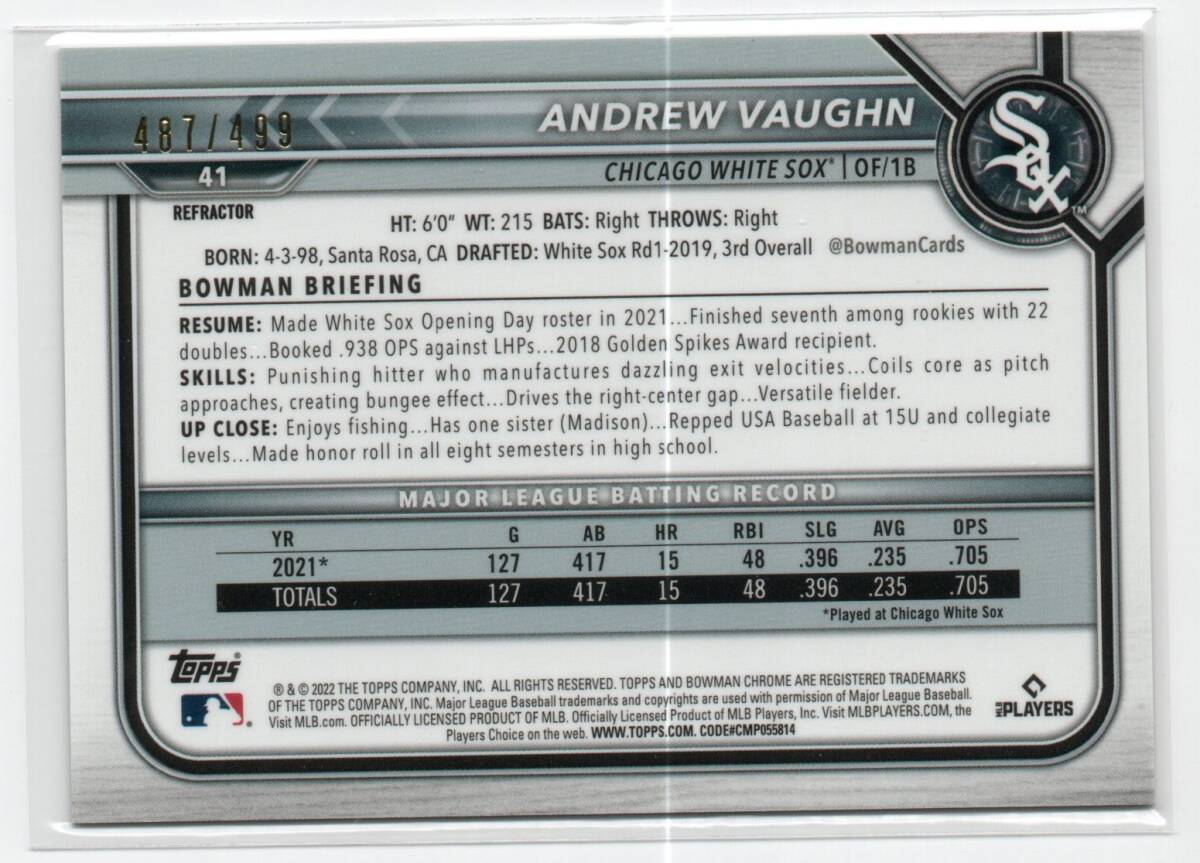 487/499
ANDREW VAUGHN
Sox
TM
41
CHICAGO WHITE SOX® | OF/1B
REFRACTOR
HT: 6'0" WT: 215 BATS: Right THROWS: Right
BORN: 4-3-98, Santa Rosa, CA DRAFTED: White Sox Rd1-2019, 3rd Overall @BowmanCards
BOWMAN BRIEFING
RESUME: Made White Sox Opening Day roster in 2021...Finished seventh among rookies with 22
doubles...Booked .938 OPS against LHPs...2018 Golden Spikes Award recipient.
SKILLS: Punishing hitter who manufactures dazzling exit velocities...Coils core as pitch
approaches, creating bungee effect...Drives the right-center gap...Versatile fielder.
UP CLOSE: Enjoys fishing...Has one sister (Madison)...Repped USA Baseball at 15U and collegiate
levels...Made honor roll in all eight semesters in high school.
MAJOR LEAGUE BATTING RECORD
YR G AB HR RBI SLG AVG OPS
2021* 127 417 15 48 .396 .235 .705
TOTALS 127 417 15 48 .396 .235 .705
*Played at Chicago White Sox
topps®
® & © 2022 THE TOPPS COMPANY, INC. ALL RIGHTS RESERVED. TOPPS AND BOWMAN CHROME ARE REGISTERED TRADEMARKS
OF THE TOPPS COMPANY, INC. Major League Baseball trademarks and copyrights are used with permission of Major League Baseball.
Visit MLB.com. OFFICIALLY LICENSED PRODUCT OF MLB. Officially Licensed Product of MLB Players, Inc. Visit MLBPLAYERS.COM, the
Players Choice on the web. WWW.TOPPS.COM. CODE#CMP055814
MLB PLAYERS